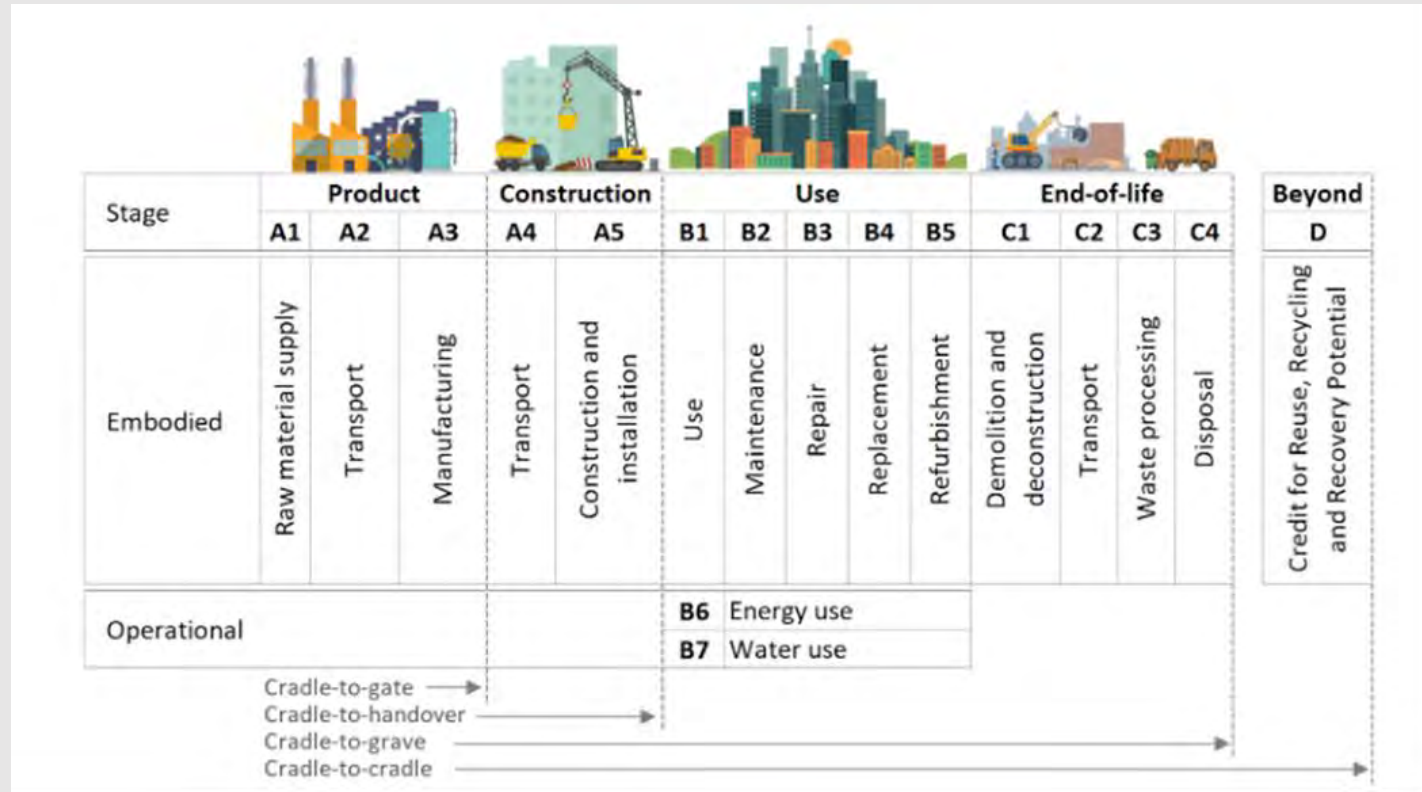 Stage
Product
Construction
Use
End-of-life
Beyond
A1 A2 A3 A4 A5 B1 B2 B3 B4 B5 C1 C2 C3 C4 D
Embodied
Raw material supply
Transport
Manufacturing
Transport
Construction and
installation
Use
Maintenance
Repair
Replacement
Refurbishment
Demolition and
deconstruction
Transport
Waste processing
Disposal
Credit for Reuse, Recycling
and Recovery Potential
Operational
B6 Energy use
B7 Water use
Cradle-to-gate
Cradle-to-handover
Cradle-to-grave
Cradle-to-cradle